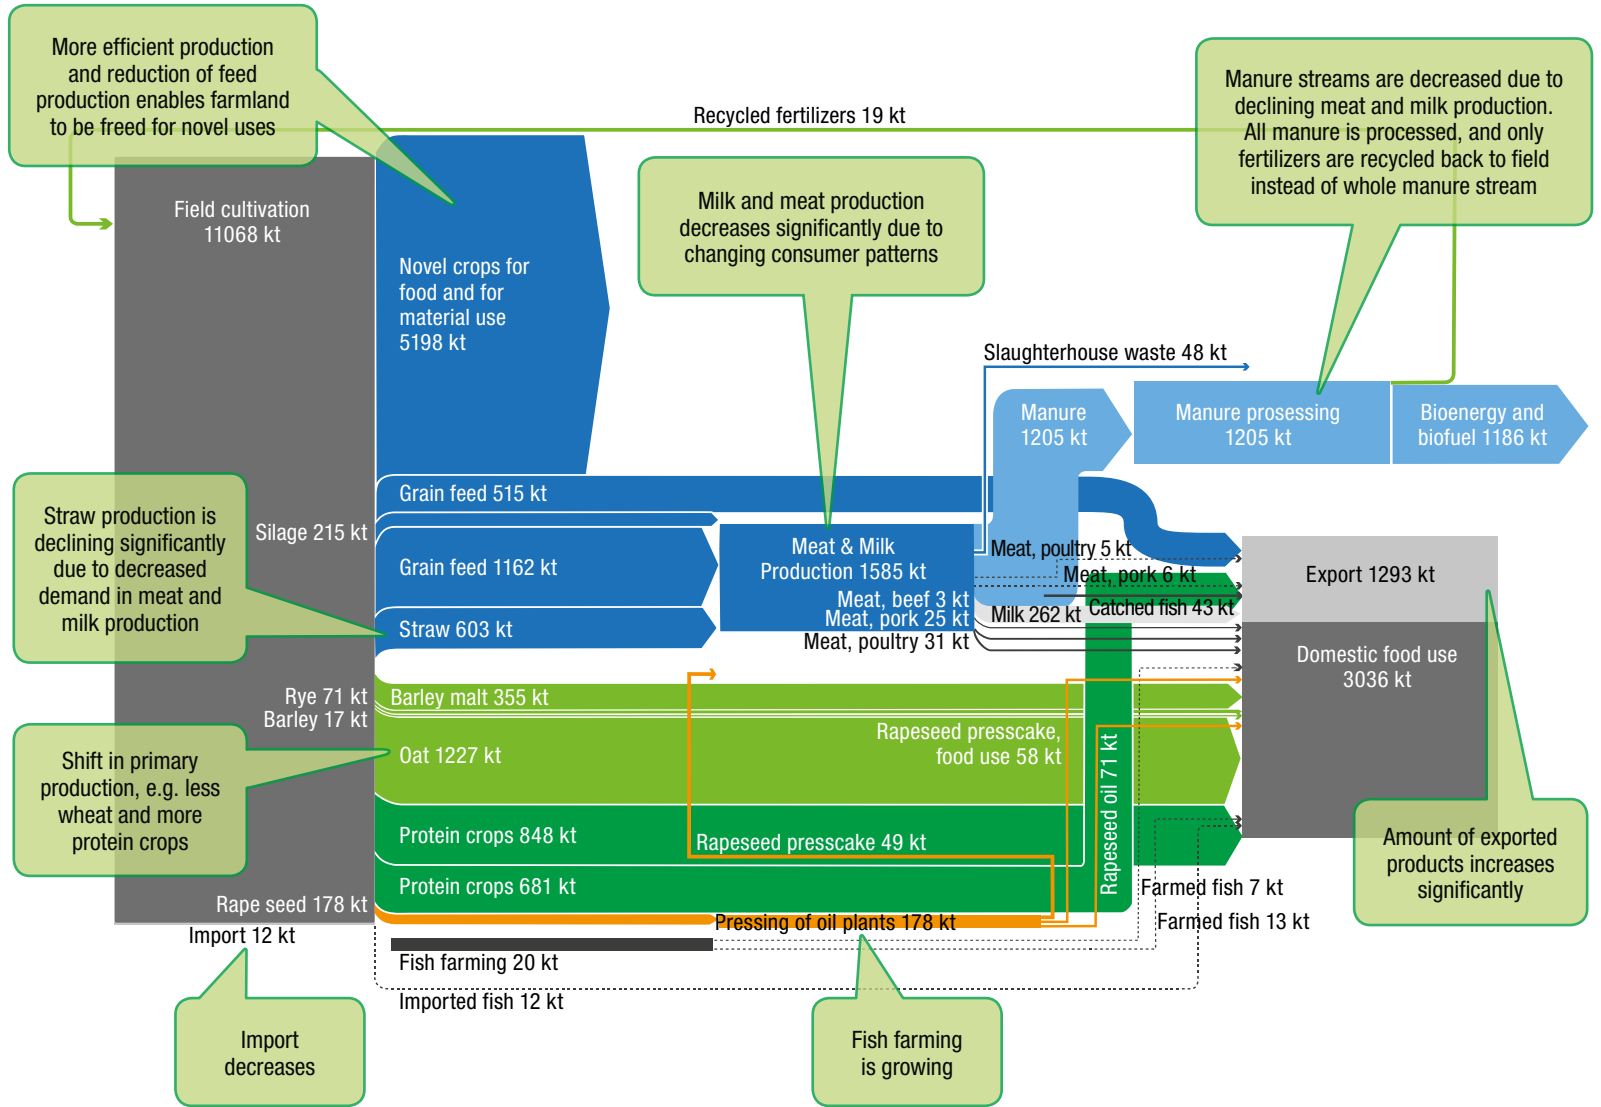 More efficient production
and reduction of feed
production enables farmland
to be freed for novel uses
Recycled fertilizers 19 kt
Manure streams are decreased due to
declining meat and milk production.
All manure is processed, and only
fertilizers are recycled back to field
instead of whole manure stream
Field cultivation
11068 kt
Milk and meat production
decreases significantly due to
changing consumer patterns
Novel crops for
food and for
material use
5198 kt
Slaughterhouse waste 48 kt
Manure
1205 kt
Manure prosessing
1205 kt
Bioenergy and
biofuel 1186 kt
Grain feed 515 kt
Straw production is
declining significantly
due to decreased
demand in meat and
milk production
Silage 215 kt
Grain feed 1162 kt
Straw 603 kt
Meat & Milk
Production 1585 kt
Meat, beef 3 kt
Meat, pork 25 kt
Meat, poultry 31 kt
Meat, poultry 5 kt
Meat, pork 6 kt
Catched fish 43 kt
Milk 262 kt
Export 1293 kt
Domestic food use
3036 kt
Rye 71 kt
Barley 17 kt
Barley malt 355 kt
Oat 1227 kt
Rapeseed presscake,
food use 58 kt
Rapeseed oil 71 kt
Shift in primary
production, e.g. less
wheat and more
protein crops
Protein crops 848 kt
Rapeseed presscake 49 kt
Protein crops 681 kt
Amount of exported
products increases
significantly
Rape seed 178 kt
Pressing of oil plants 178 kt
Farmed fish 7 kt
Farmed fish 13 kt
Import 12 kt
Fish farming 20 kt
Imported fish 12 kt
Import
decreases
Fish farming
is growing